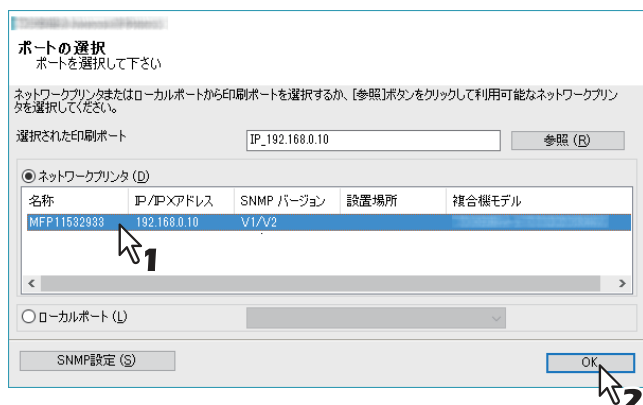 ポートの選択
ポートを選択して下さい
ネットワークプリンタまたはローカルポートから印刷ポートを選択するか、[参照]ボタンをクリックして利用可能なネットワークプリン
タを選択してください。
選択された印刷ポート IP_192.168.0.10 参照 (R)
ネットワークプリンタ (D)
名称 IP/IPXアドレス SNMP バージョン 設置場所 複合機モデル
MFP11532933 192.168.0.10 V1/V2
1
ローカルポート (L)
SNMP設定 (S) OK
2